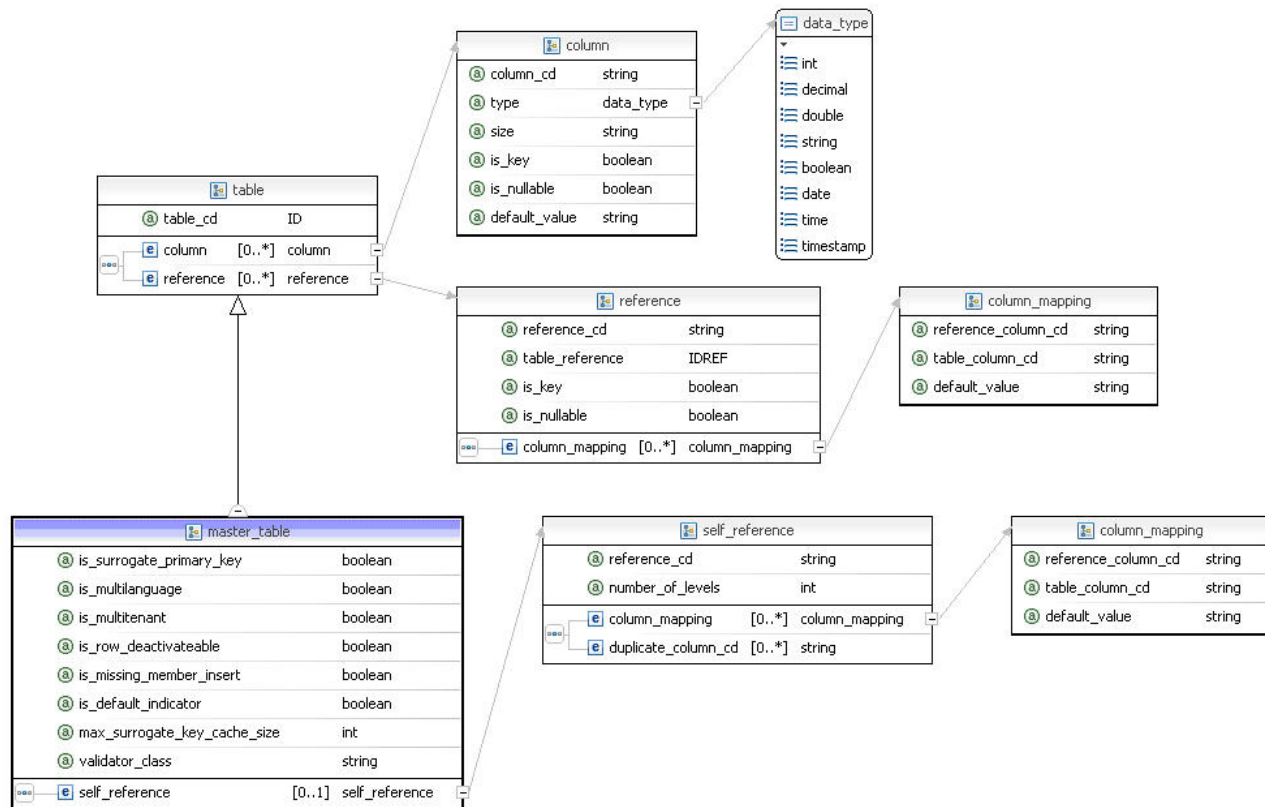 data_type
int
decimal
double
string
boolean
date
time
timestamp
column
column_cd string
type data_type
size string
is_key boolean
is_nullable boolean
default_value string
table
table_cd ID
column [0..*] column
reference [0..*] reference
reference
reference_cd string
table_reference IDREF
is_key boolean
is_nullable boolean
column_mapping [0..*] column_mapping
column_mapping
reference_column_cd string
table_column_cd string
default_value string
master_table
is_surrogate_primary_key boolean
is_multilanguage boolean
is_multitenant boolean
is_row_deactivateable boolean
is_missing_member_insert boolean
is_default_indicator boolean
max_surrogate_key_cache_size int
validator_class string
self_reference [0..1] self_reference
self_reference
reference_cd string
number_of_levels int
column_mapping [0..*] column_mapping
duplicate_column_cd [0..*] string
column_mapping
reference_column_cd string
table_column_cd string
default_value string